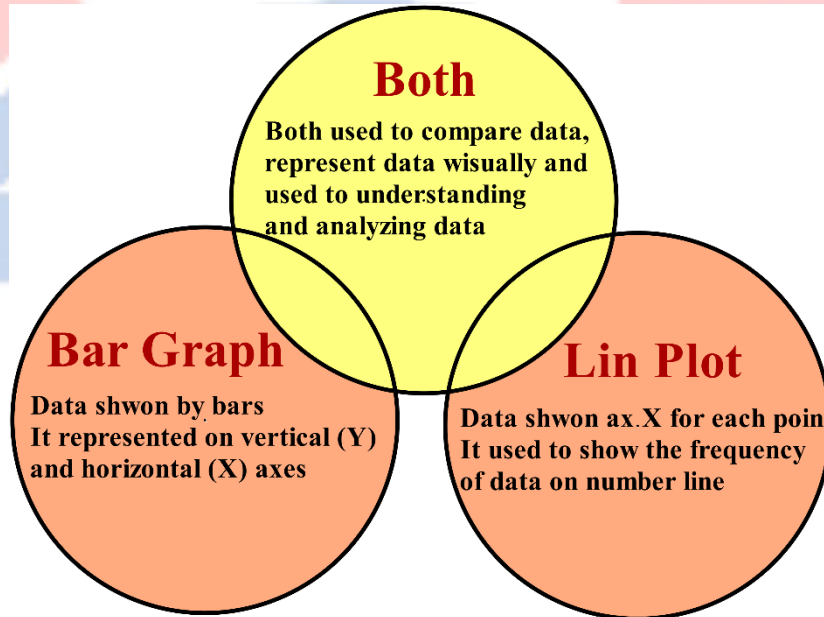 Both
Both used to compare data,
represent data wisually and
used to understanding
and analyzing data
Bar Graph
Data shwon by bars
It represented on vertical (Y)
and horizontal (X) axes
Lin Plot
Data shwon ax.X for each poin
It used to show the frequency
of data on number line